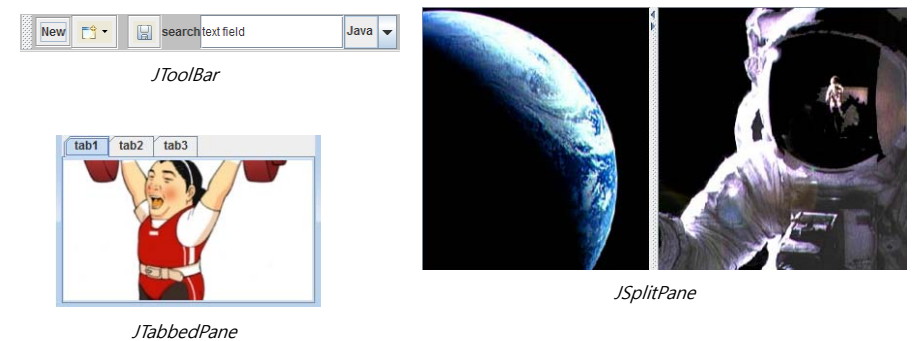 New search text field Java
JToolBar
tab1 tab2 tab3
JTabbedPane
JSplitPane